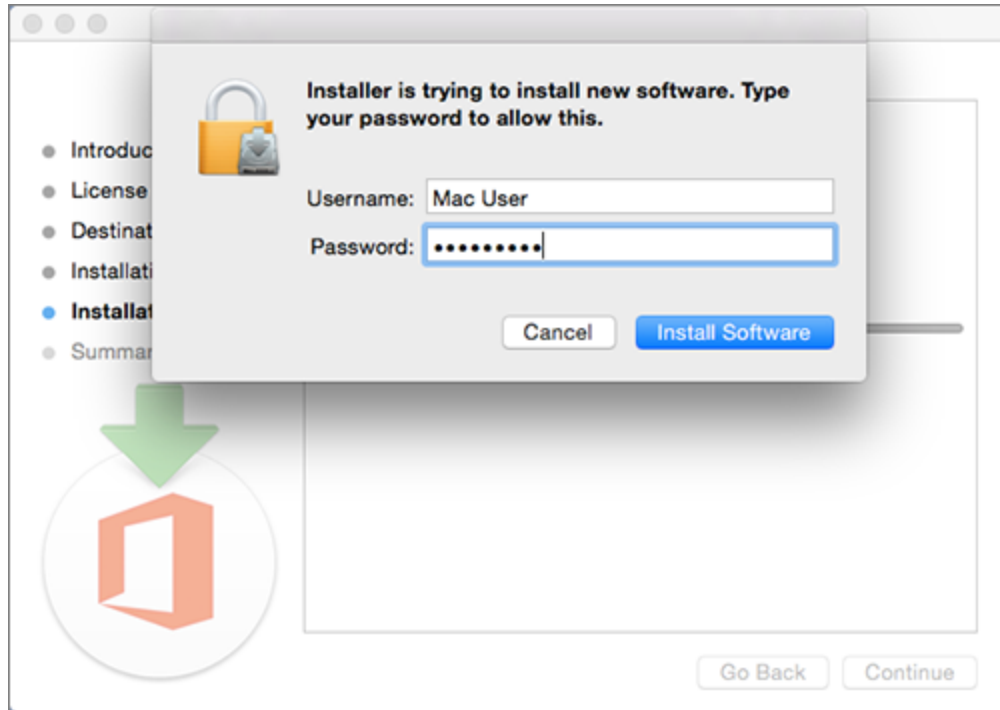 Installer is trying to install new software. Type
your password to allow this.
Username: Mac User
Password: •••••••••
Cancel Install Software
Introduc
License
Destinat
Installati
Installat
Summar
Go Back Continue